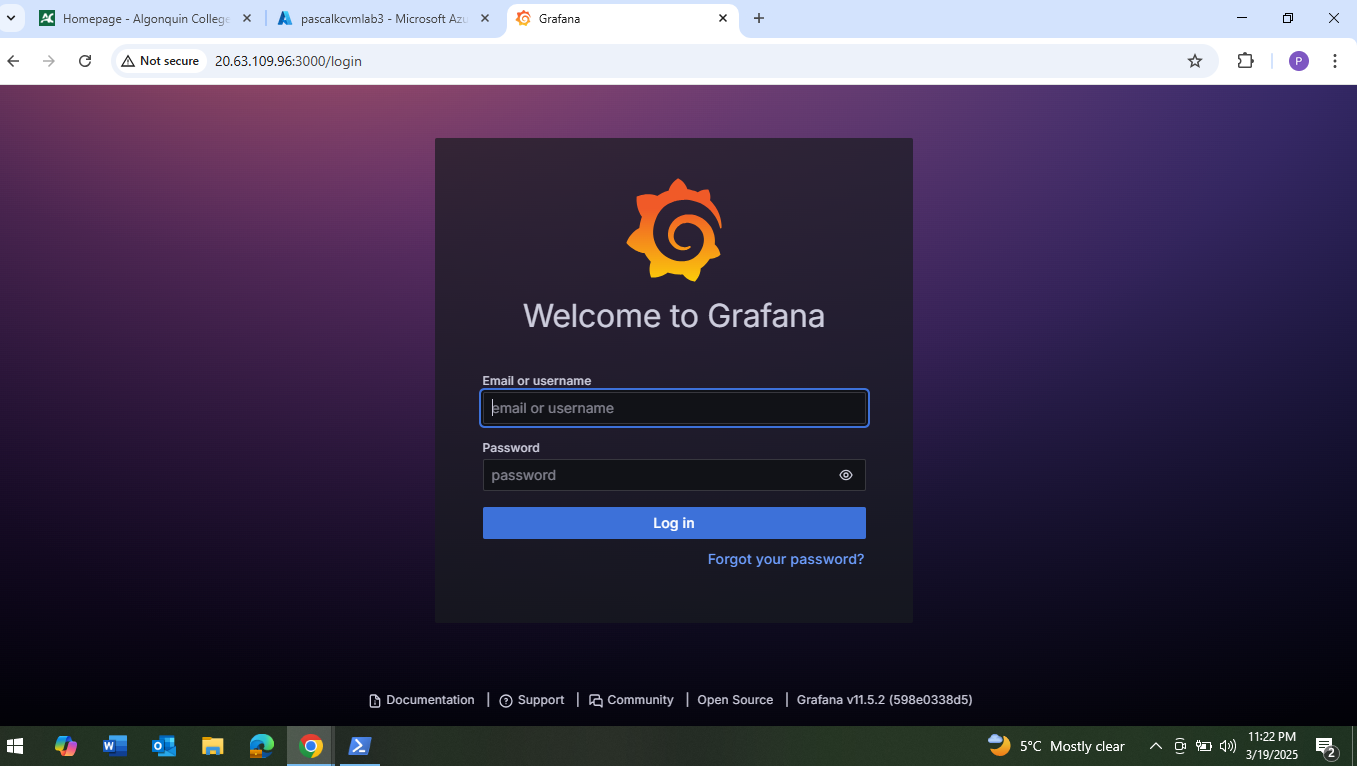 Homepage - Algonquin College
pascalkcvmlab3 - Microsoft Azu
Grafana
Not secure
20.63.109.96:3000/login
P
Welcome to Grafana
Email or username
email or username
Password
password
Log in
Forgot your password?
Documentation | Support | Community | Open Source | Grafana v11.5.2 (598e0338d5)
5°C Mostly clear
11:22 PM
3/19/2025
2